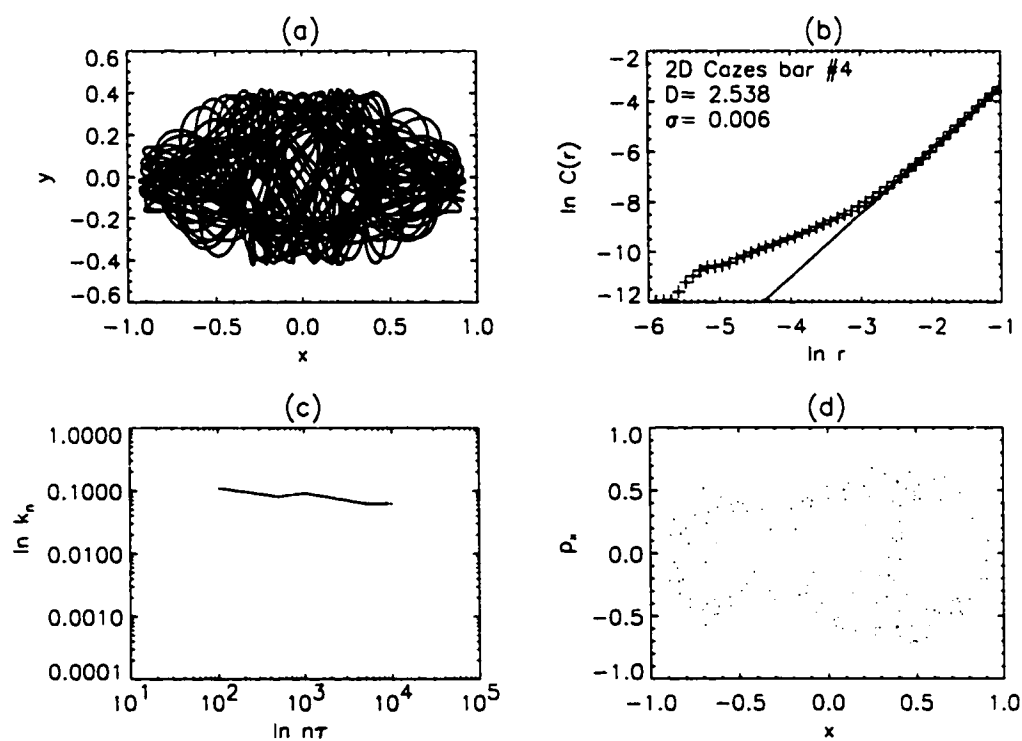 (a)
0.6
0.4
0.2
0.0
-0.2
-0.4
-0.6
y
-1.0 -0.5 0.0 0.5 1.0
x
(b)
2D Cazes bar #4
D= 2.538
σ= 0.006
-2
-4
-6
-8
-10
-12
ln C(r)
-6 -5 -4 -3 -2 -1
ln r
(c)
1.0000
0.1000
0.0100
0.0010
0.0001
ln kn
10^1 10^2 10^3 10^4 10^5
ln nτ
(d)
1.0
0.5
0.0
-0.5
-1.0
px
-1.0 -0.5 0.0 0.5 1.0
x